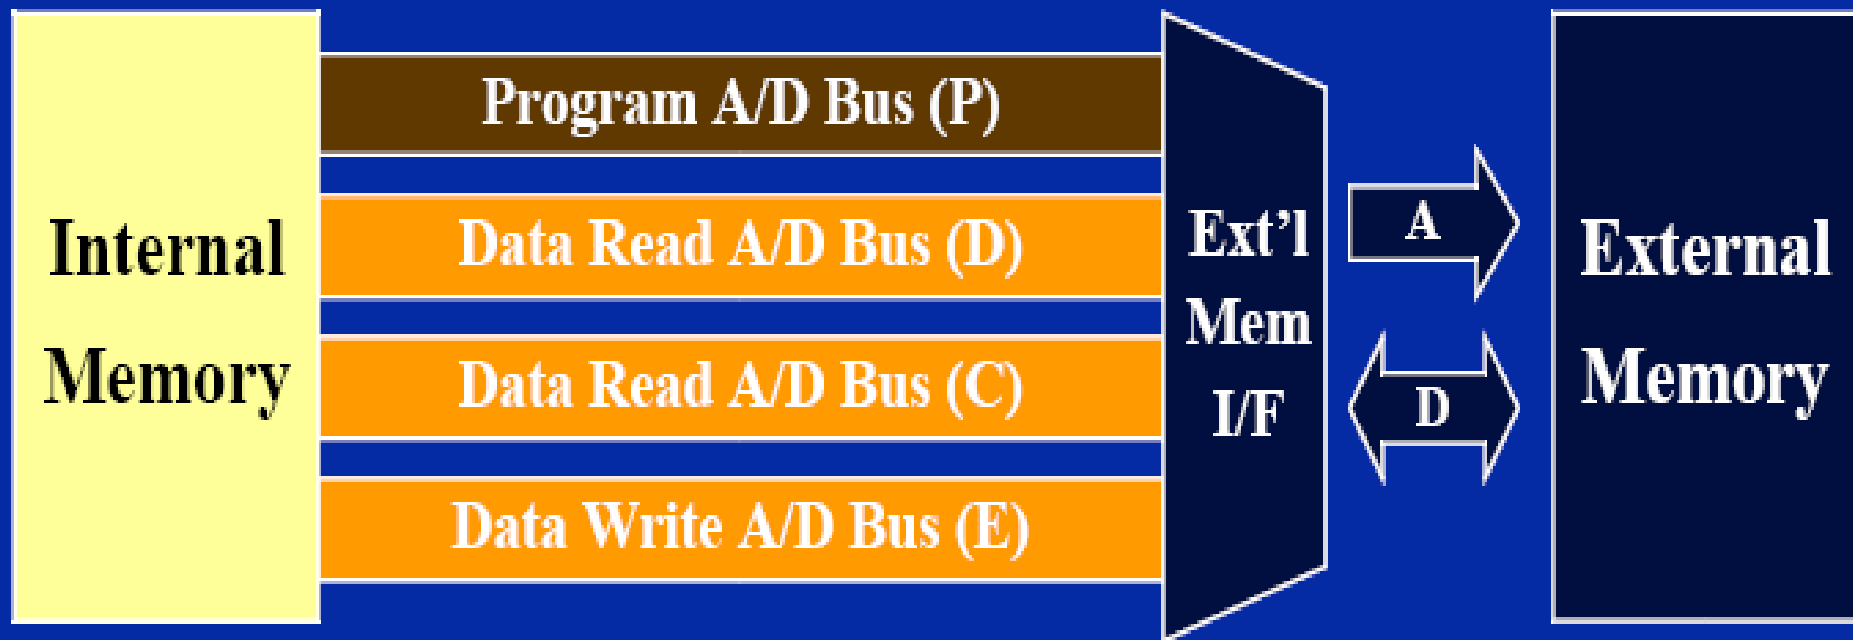 Internal
Memory
Program A/D Bus (P)
Data Read A/D Bus (D)
Data Read A/D Bus (C)
Data Write A/D Bus (E)
Ext’l
Mem
I/F
A
D
External
Memory